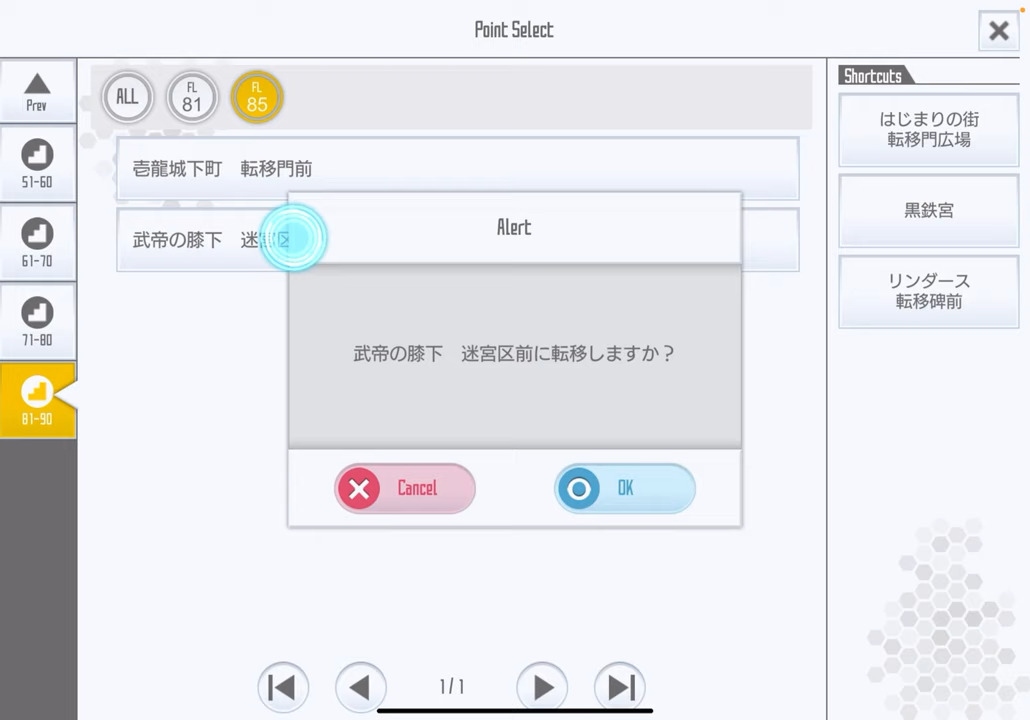 Point Select
Prev
51-60
61-70
71-80
81-90
ALL
FL
81
FL
85
壱龍城下町 転移門前
武帝の膝下 迷宮区
Alert
武帝の膝下 迷宮区前に転移しますか？
Cancel
OK
1/1
Shortcuts
はじまりの街
転移門広場
黒鉄宮
リンダース
転移碑前